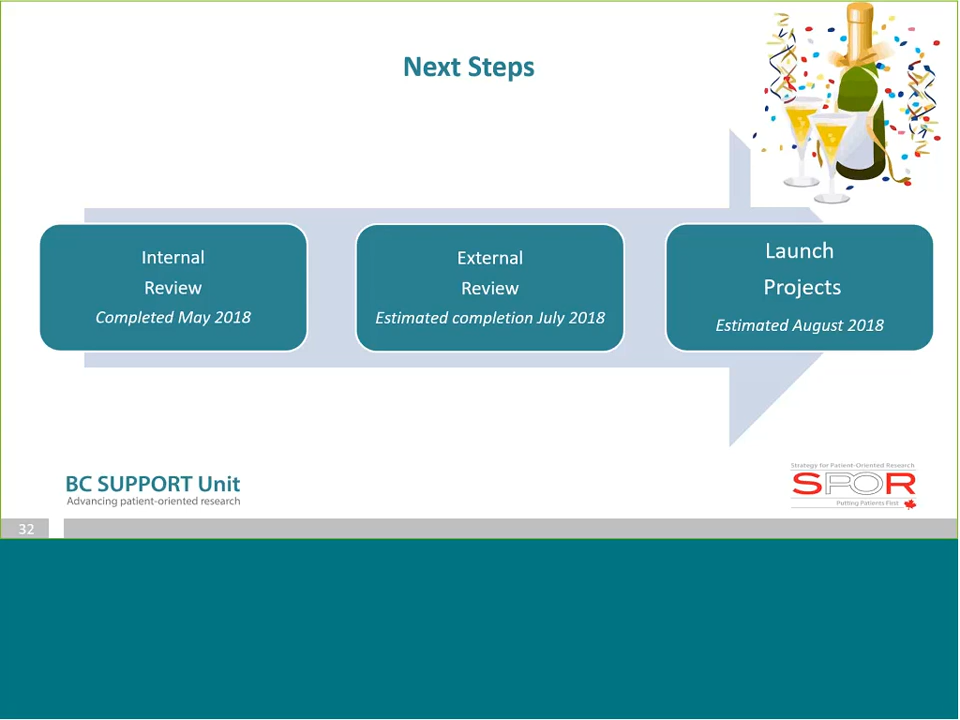 Next Steps
Internal
Review
Completed May 2018
External
Review
Estimated completion July 2018
Launch
Projects
Estimated August 2018
BC SUPPORT Unit
Advancing patient-oriented research
Strategy for Patient-Oriented Research
SPOR
Putting Patients First
32